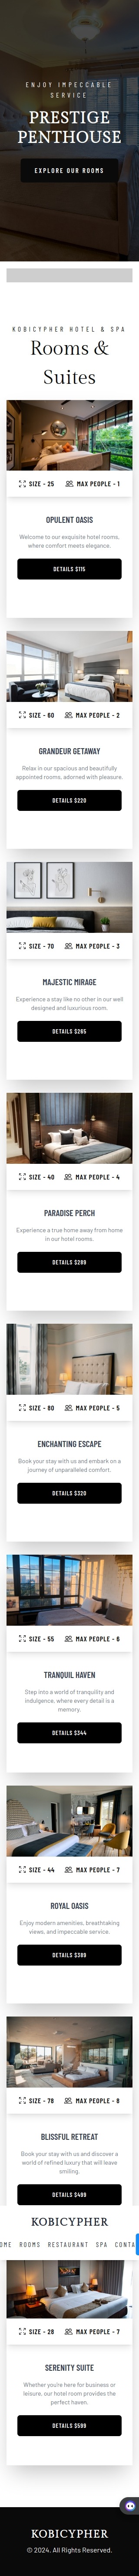 ENJOY IMPECCABLE
SERVICE
PRESTIGE
PENTHOUSE
EXPLORE OUR ROOMS
KOBICYPHER HOTEL & SPA
Rooms &
Suites
SIZE - 25 MAX PEOPLE - 1
OPULENT OASIS
Welcome to our exquisite hotel rooms,
where comfort meets elegance.
DETAILS $115
SIZE - 60 MAX PEOPLE - 2
GRANDEUR GETAWAY
Relax in our spacious and beautifully
appointed rooms, adorned with pleasure.
DETAILS $220
SIZE - 70 MAX PEOPLE - 3
MAJESTIC MIRAGE
Experience a stay like no other in our well
designed and luxurious room.
DETAILS $265
SIZE - 40 MAX PEOPLE - 4
PARADISE PERCH
Experience a true home away from home
in our hotel rooms.
DETAILS $289
SIZE - 80 MAX PEOPLE - 5
ENCHANTING ESCAPE
Book your stay with us and embark on a
journey of unparalleled comfort.
DETAILS $320
SIZE - 55 MAX PEOPLE - 6
TRANQUIL HAVEN
Step into a world of tranquility and
indulgence, where every detail is a
memory.
DETAILS $344
SIZE - 44 MAX PEOPLE - 7
ROYAL OASIS
Enjoy modern amenities, breathtaking
views, and impeccable service.
DETAILS $389
SIZE - 78 MAX PEOPLE - 8
BLISSFUL RETREAT
Book your stay with us and discover a
world of refined luxury that will leave
smiling.
DETAILS $499
KOBICYPHER
OME ROOMS RESTAURANT SPA CONTA
SIZE - 28 MAX PEOPLE - 7
SERENITY SUITE
Whether you're here for business or
leisure, our hotel room provides the
perfect haven.
DETAILS $599
KOBICYPHER
© 2024. All Rights Reserved.